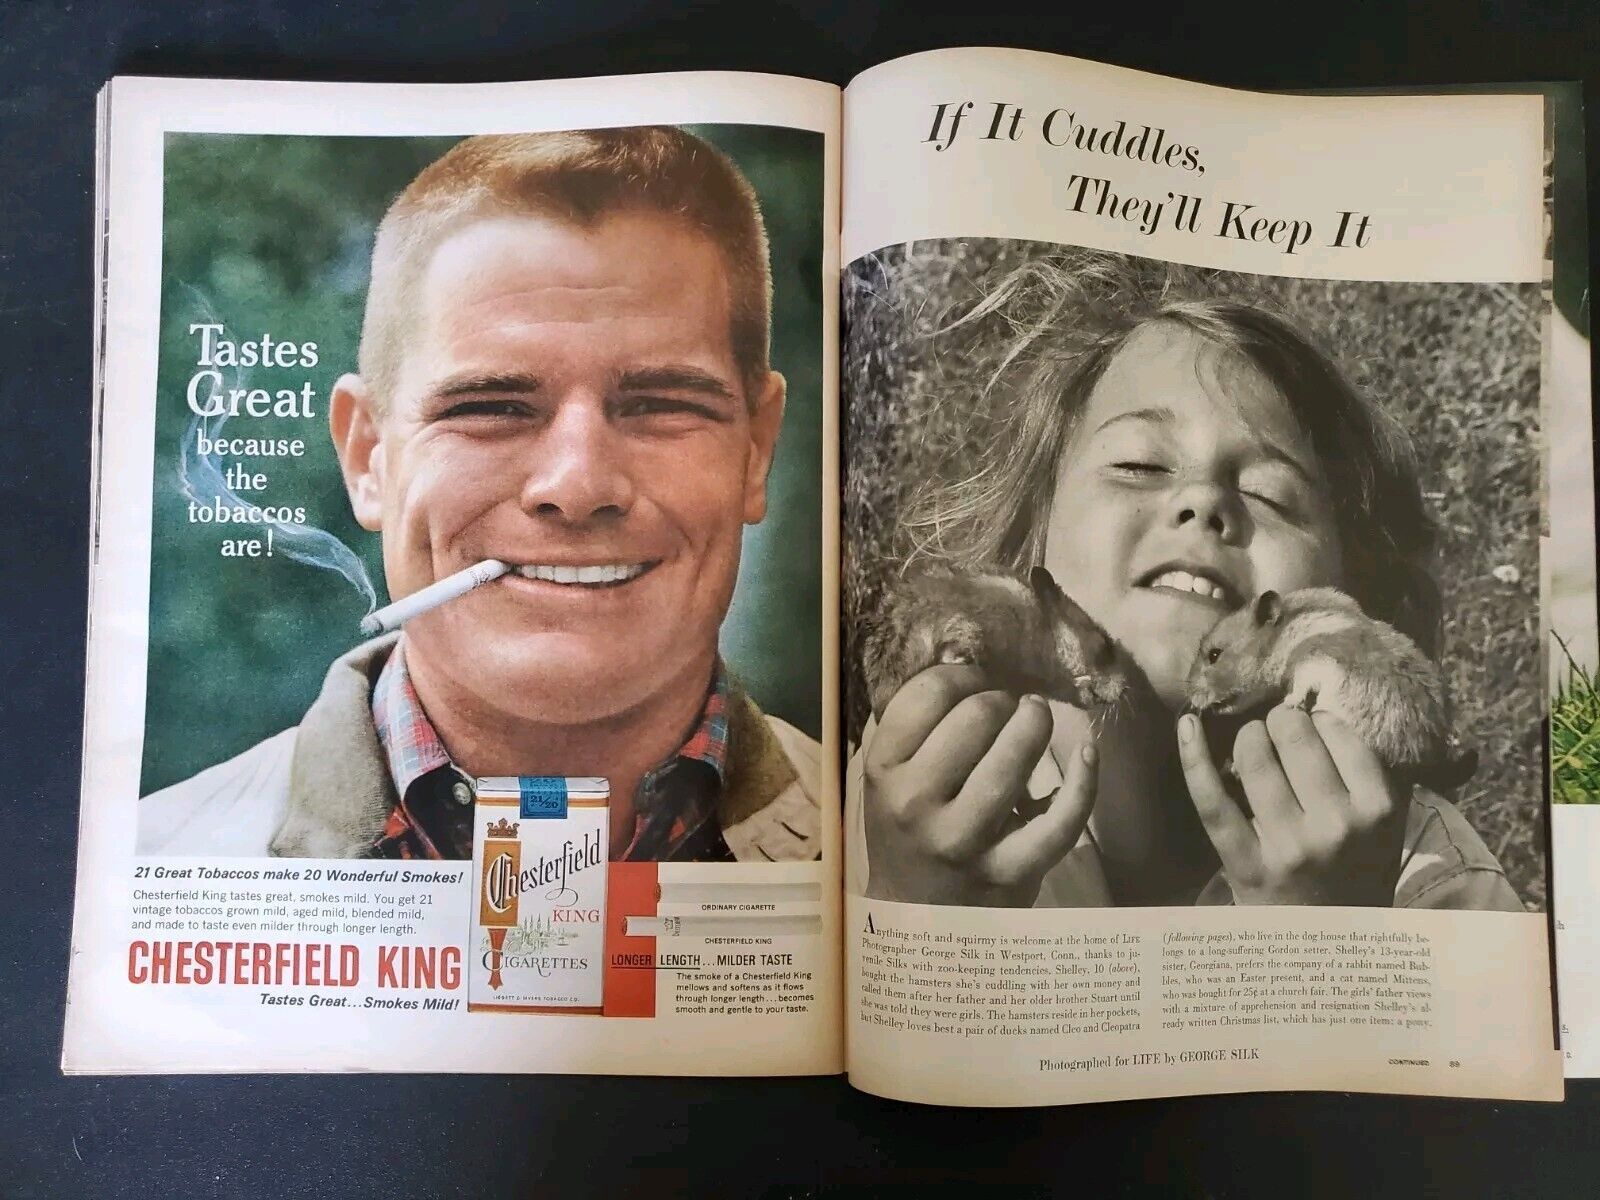 Tastes
Great
because
the
tobaccos
are!
21 Great Tobaccos make 20 Wonderful Smokes!
Chesterfield King tastes great, smokes mild. You get 21
vintage tobaccos grown mild, aged mild, blended mild,
and made to taste even milder through longer length.
CHESTERFIELD KING
Tastes Great...Smokes Mild!
21/20
Chesterfield
KING
CIGARETTES
LIGGETT & MYERS TOBACCO CO.
ORDINARY CIGARETTE
CHESTERFIELD KING
LONGER LENGTH...MILDER TASTE
The smoke of a Chesterfield King
mellows and softens as it flows
through longer length...becomes
smooth and gentle to your taste.
If It Cuddles,
They'll Keep It
Anything soft and squirmy is welcome at the home of LIFE
Photographer George Silk in Westport, Conn., thanks to ju-
venile Silks with zoo-keeping tendencies. Shelley, 10 (above),
bought the hamsters she's cuddling with her own money and
called them after her father and her older brother Stuart until
she was told they were girls. The hamsters reside in her pockets,
but Shelley loves best a pair of ducks named Cleo and Cleopatra
(following pages), who live in the dog house that rightfully be-
longs to a long-suffering Gordon setter. Shelley's 13-year-old
sister, Georgiana, prefers the company of a rabbit named Bub-
bles, who was an Easter present, and a cat named Mittens,
who was bought for 25¢ at a church fair. The girls' father views
with a mixture of apprehension and resignation Shelley's al-
ready written Christmas list, which has just one item: a pony.
Photographed for LIFE by GEORGE SILK
CONTINUED 89